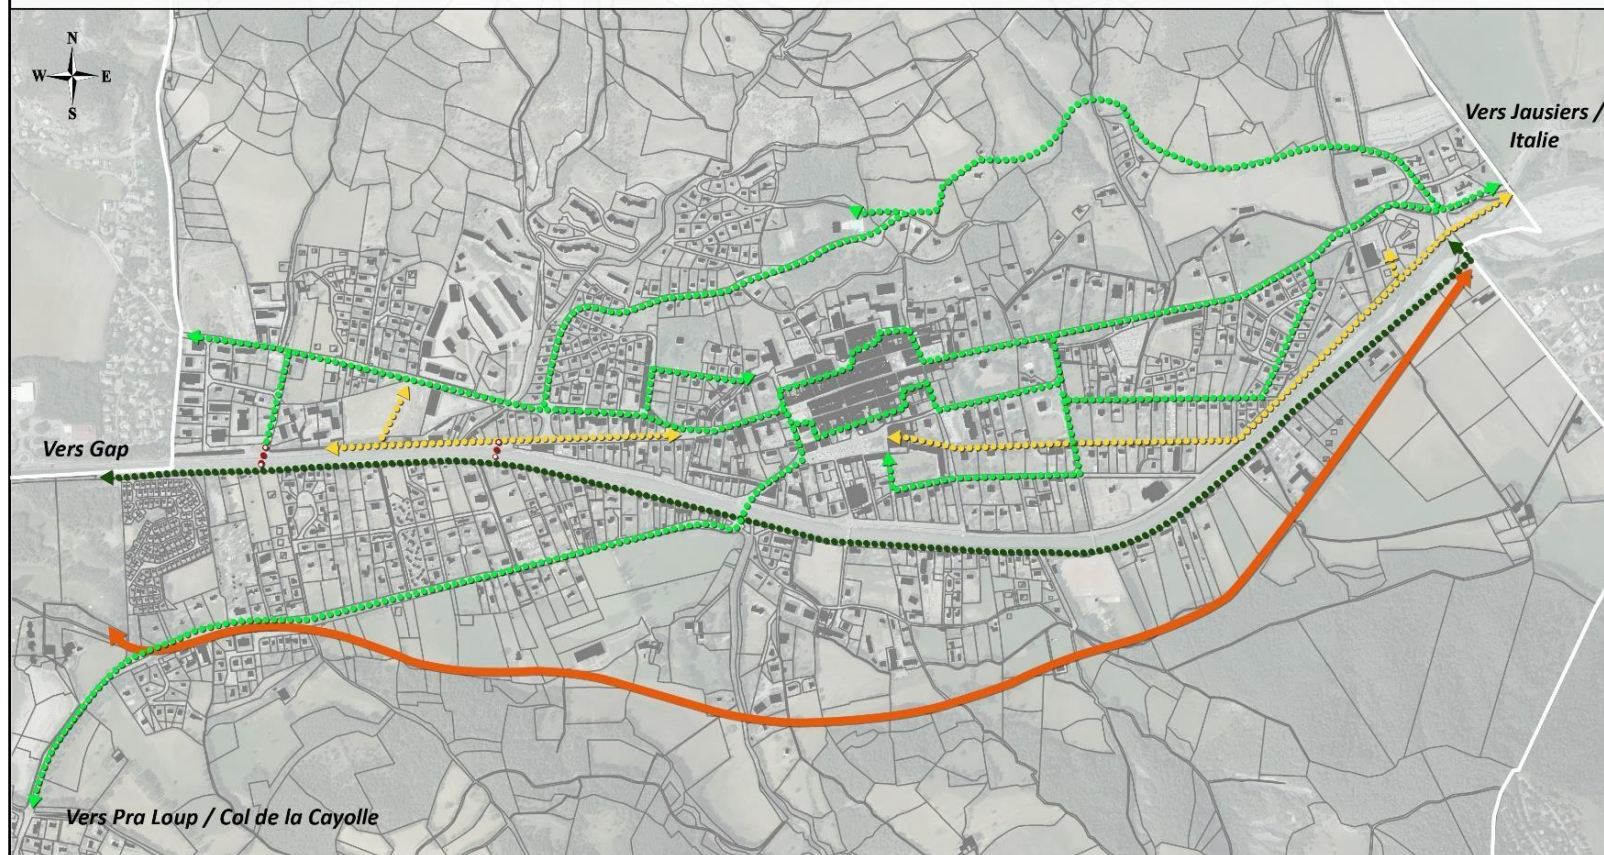 N
W E
S
Vers Jausiers /
Italie
Vers Gap
Vers Pra Loup / Col de la Cayolle